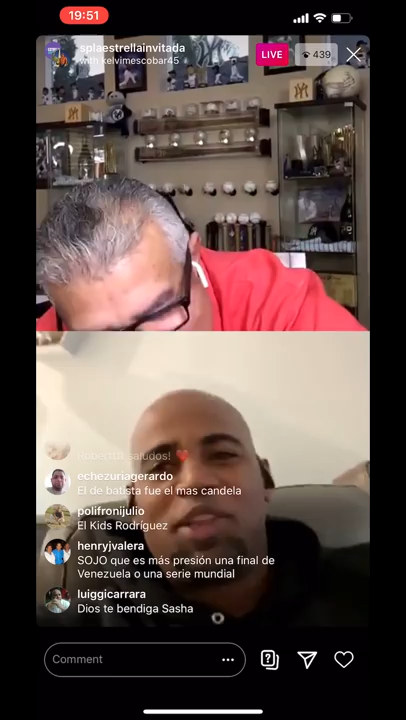 19:51
splaestrellainvitada
with kelvimescobar45
LIVE
439
saludos! ❤️
echezuriagerardo
El de batista fue el mas candela
polifronijulio
El Kids Rodríguez
henryjvalera
SOJO que es más presión una final de
Venezuela o una serie mundial
luiggicarrara
Dios te bendiga Sasha
Comment